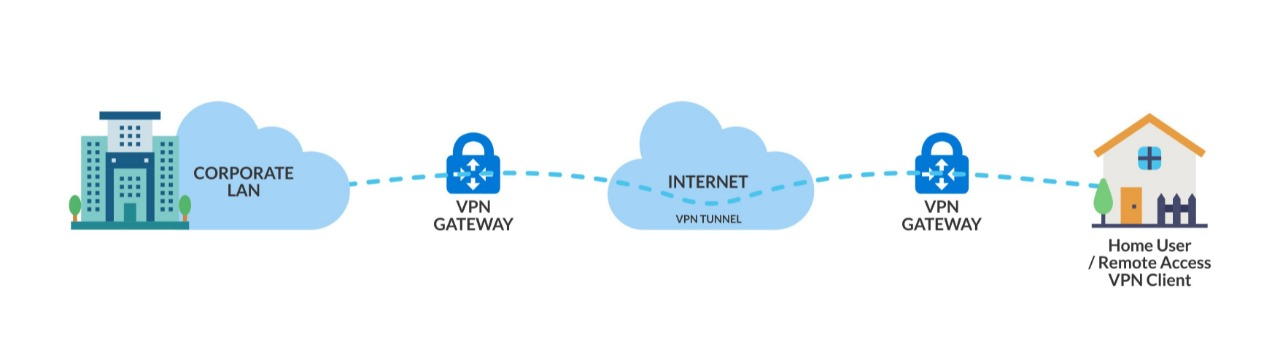 CORPORATE
LAN
VPN
GATEWAY
INTERNET
VPN TUNNEL
VPN
GATEWAY
Home User
/ Remote Access
VPN Client